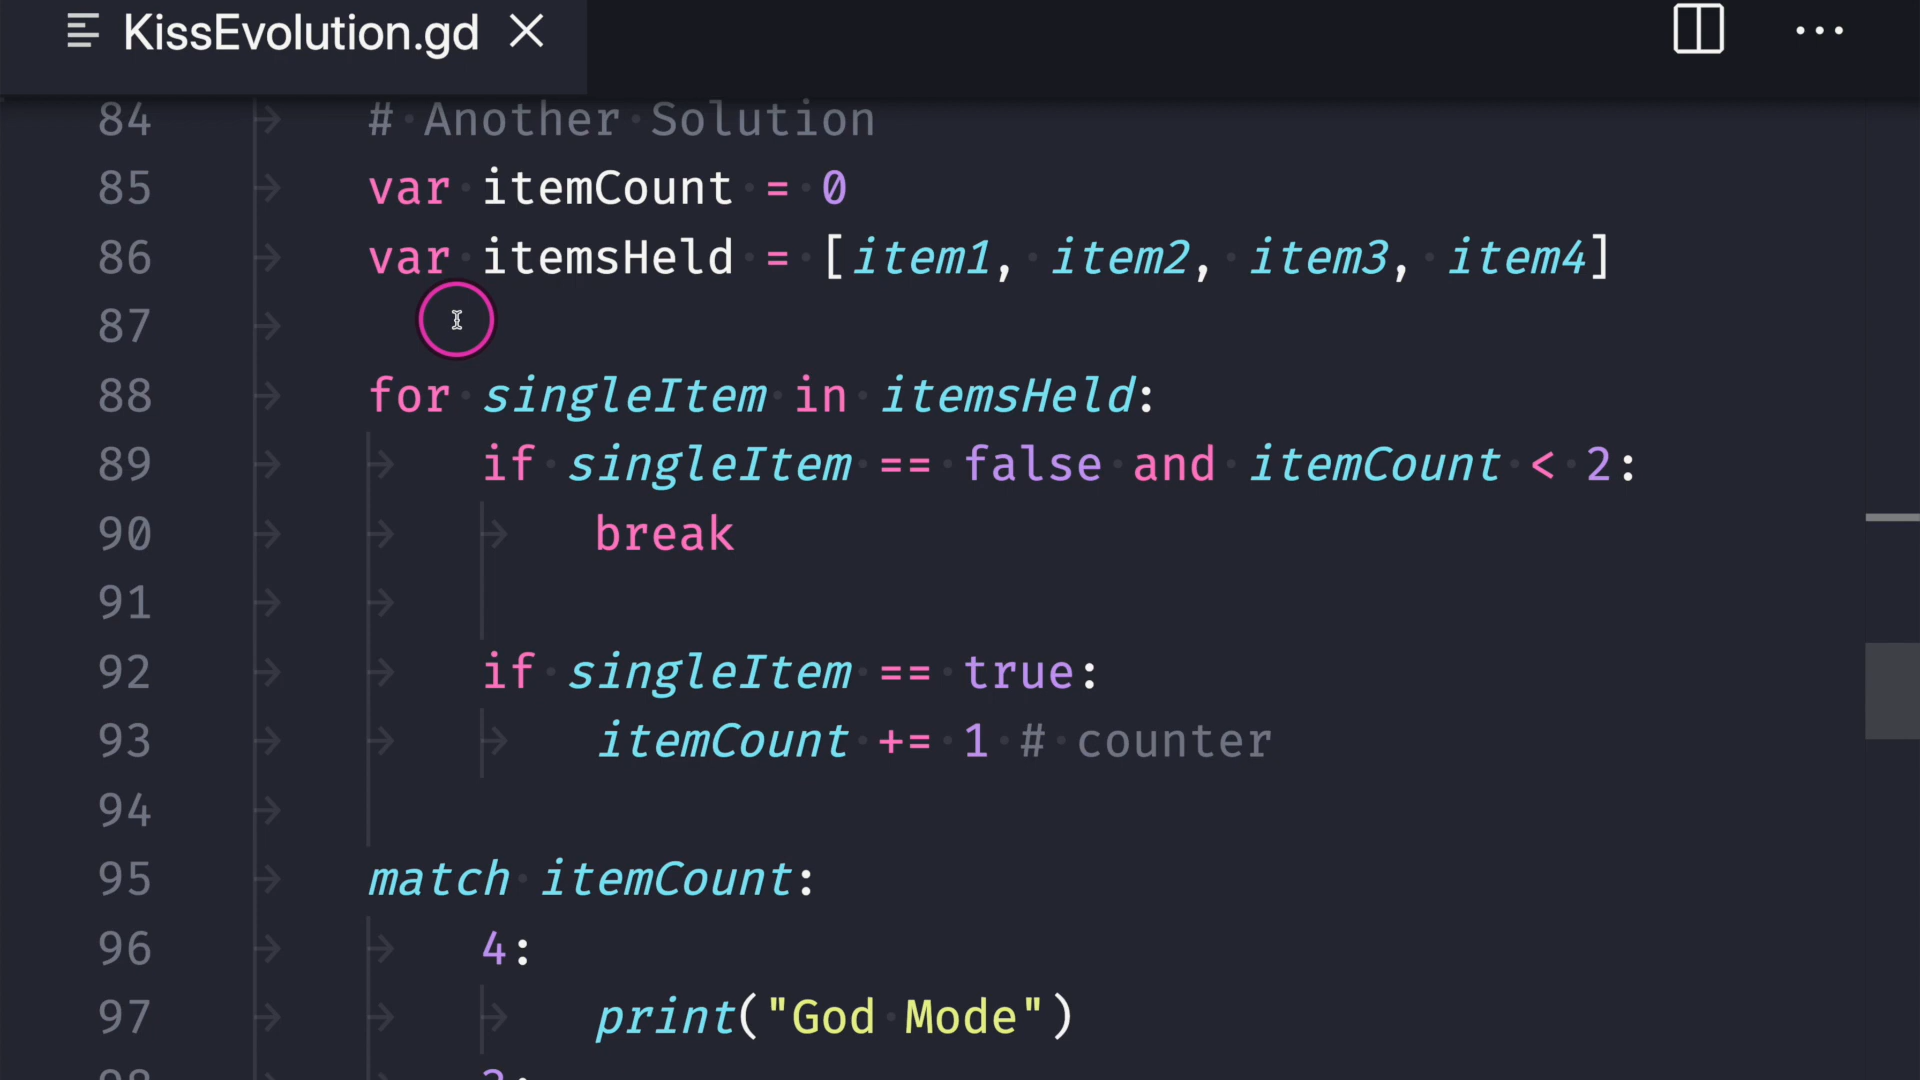 KissEvolution.gd
84 # Another Solution
85 var itemCount = 0
86 var itemsHeld = [item1, item2, item3, item4]
87
88 for singleItem in itemsHeld:
89 if singleItem == false and itemCount < 2:
90 break
91
92 if singleItem == true:
93 itemCount += 1 # counter
94
95 match itemCount:
96 4:
97 print("God Mode")